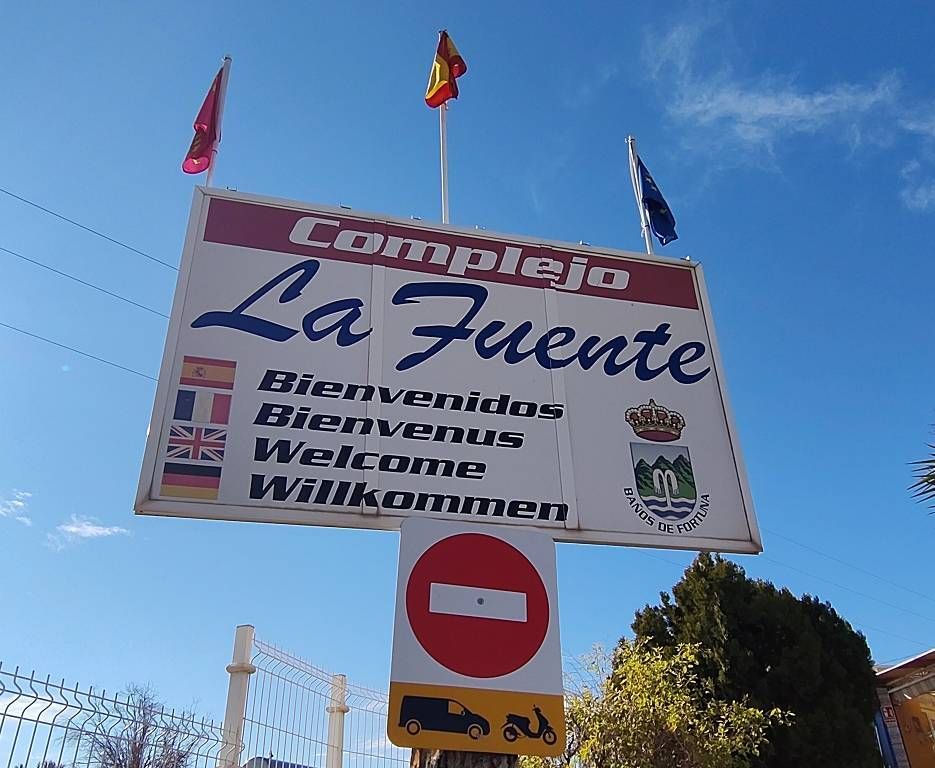 Complejo
La Fuente
Bienvenidos
Bienvenus
Welcome
Willkommen
BAÑOS DE FORTUNA